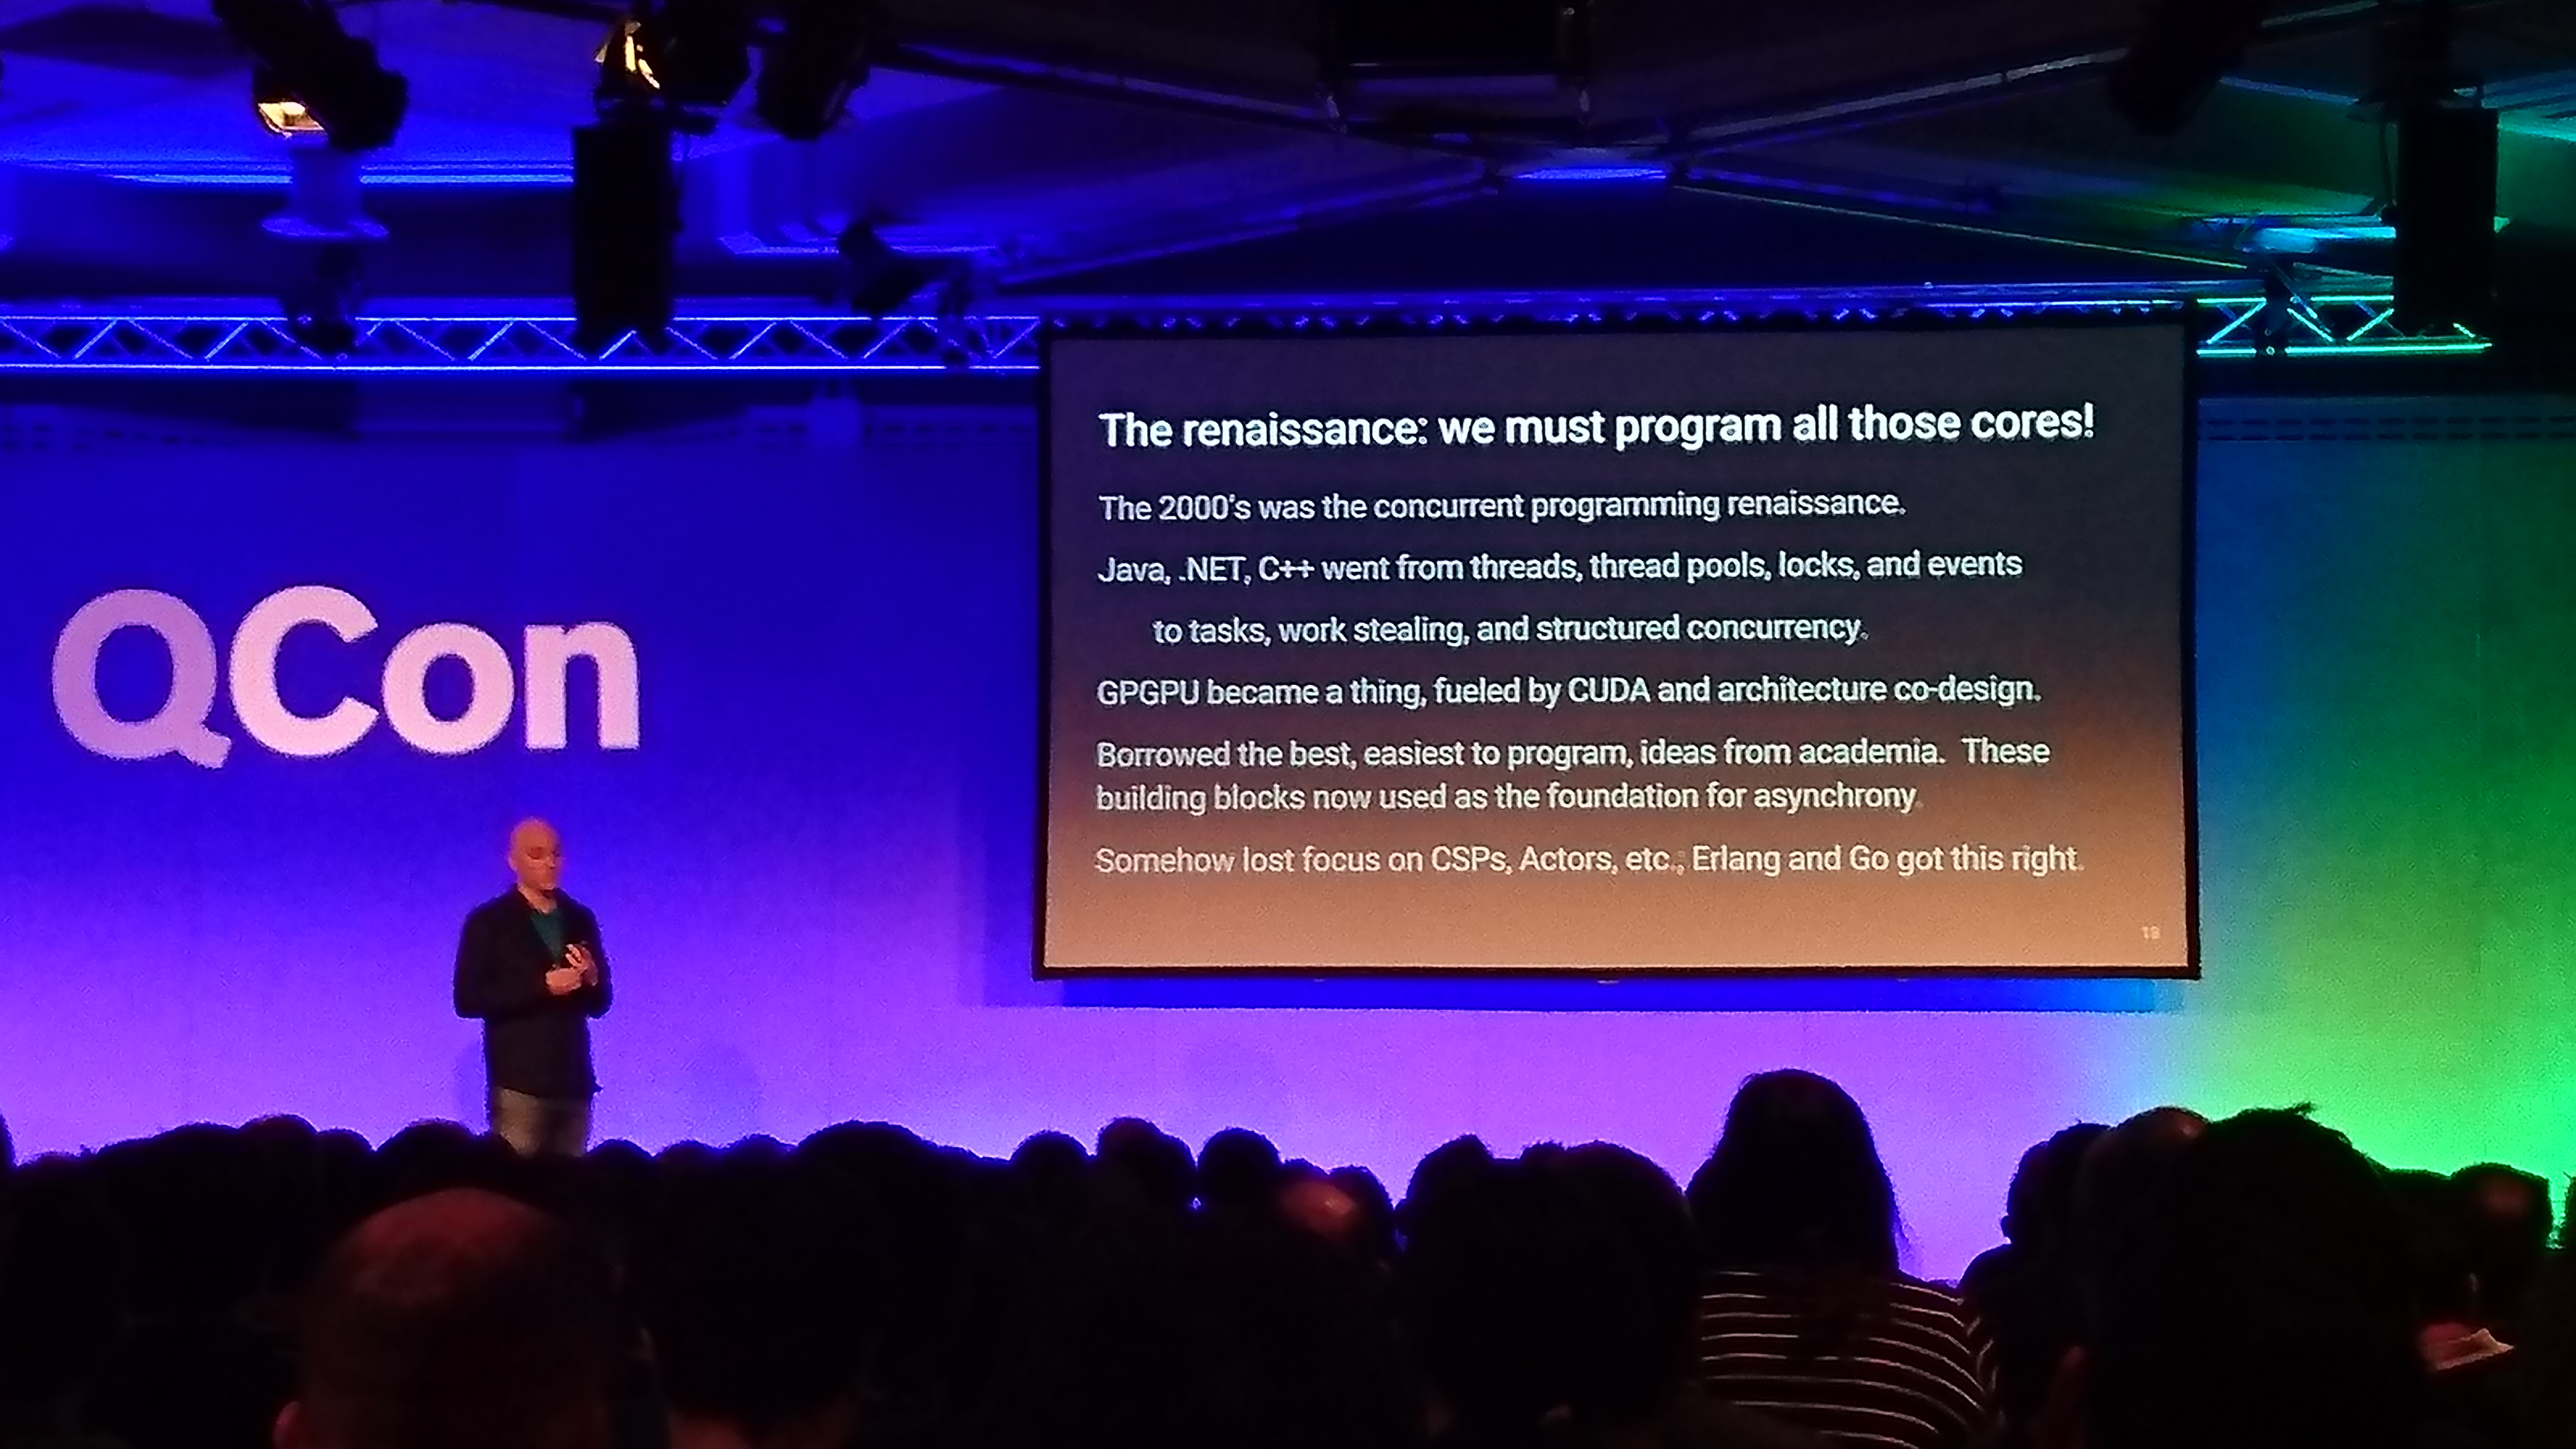 QCon
The renaissance: we must program all those cores!
The 2000's was the concurrent programming renaissance.
Java, .NET, C++ went from threads, thread pools, locks, and events
to tasks, work stealing, and structured concurrency.
GPGPU became a thing, fueled by CUDA and architecture co-design.
Borrowed the best, easiest to program, ideas from academia. These
building blocks now used as the foundation for asynchrony.
Somehow lost focus on CSPs, Actors, etc.; Erlang and Go got this right.